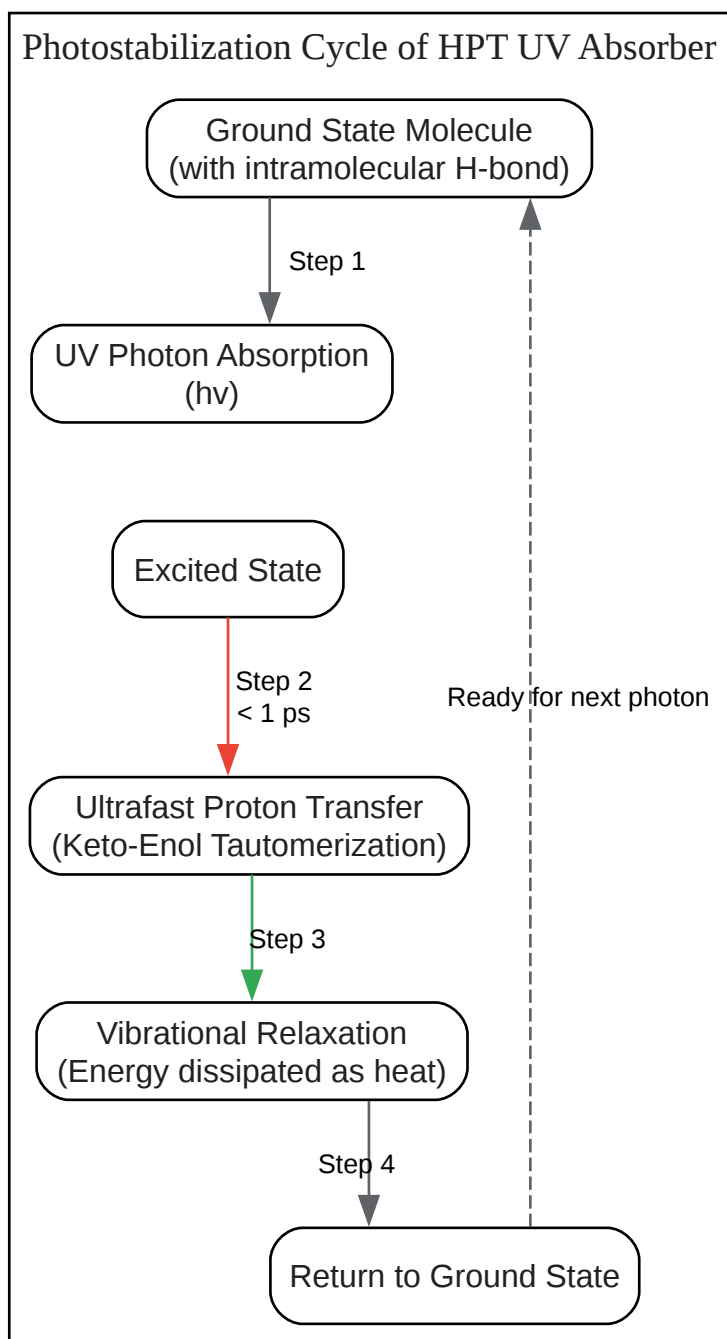 Photostabilization Cycle of HPT UV Absorber
Ground State Molecule
(with intramolecular H-bond)
Step 1
UV Photon Absorption
(hv)
Excited State
Step 2
< 1 ps
Ready for next photon
Ultrafast Proton Transfer
(Keto-Enol Tautomerization)
Step 3
Vibrational Relaxation
(Energy dissipated as heat)
Step 4
Return to Ground State